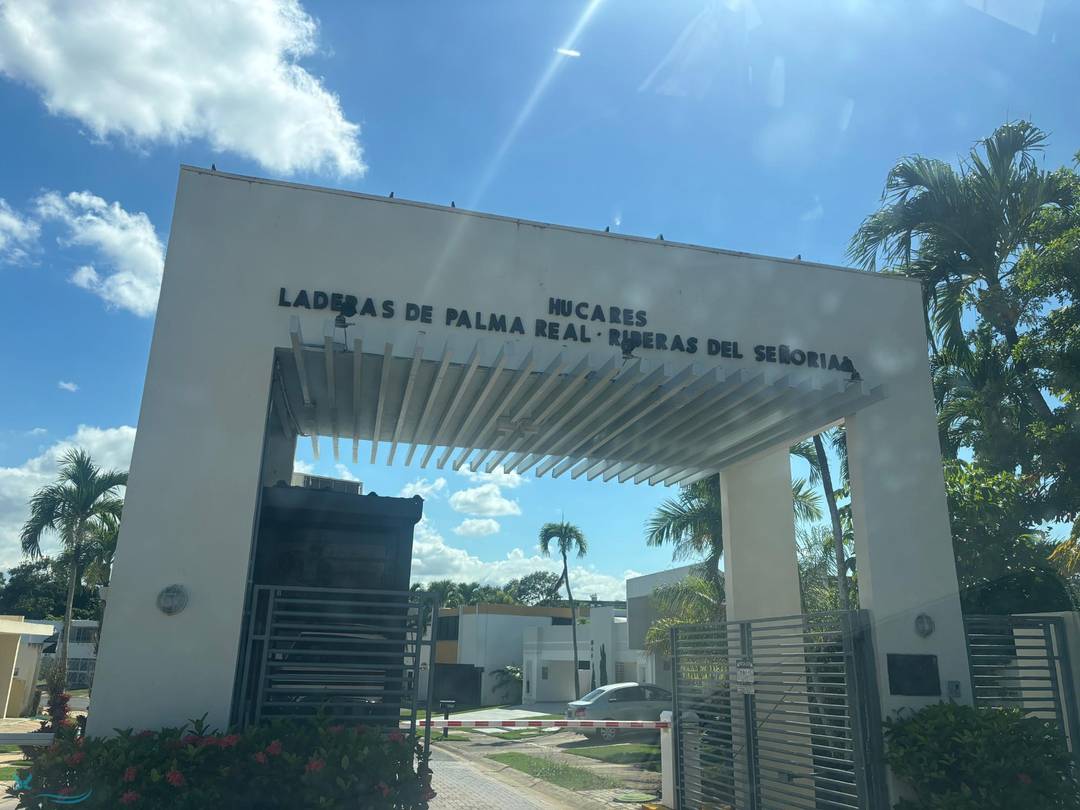 HUCARES
LADERAS DE PALMA REAL · RIBERAS DEL SEÑORIAL